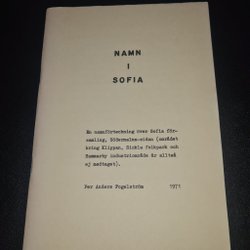 NAMN
I
SOFIA
En namnförteckning över Sofia för-
samling, Södermalms-sidan (området
kring Klippan, Sickla folkpark och
Hammarby industriområde är alltså
ej medtaget).
Per Anders Fogelström 1971